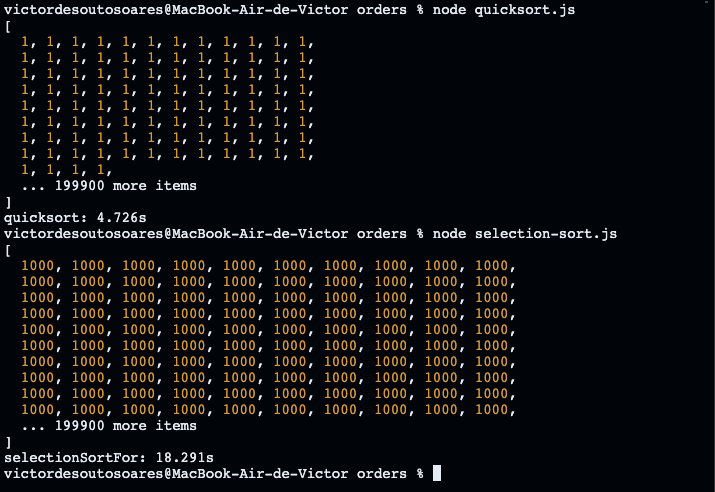 victordesoutosoares@MacBook-Air-de-Victor orders % node quicksort.js
[
  1, 1, 1, 1, 1, 1, 1, 1, 1, 1, 1, 1,
  1, 1, 1, 1, 1, 1, 1, 1, 1, 1, 1, 1,
  1, 1, 1, 1, 1, 1, 1, 1, 1, 1, 1, 1,
  1, 1, 1, 1, 1, 1, 1, 1, 1, 1, 1, 1,
  1, 1, 1, 1, 1, 1, 1, 1, 1, 1, 1, 1,
  1, 1, 1, 1, 1, 1, 1, 1, 1, 1, 1, 1,
  1, 1, 1, 1, 1, 1, 1, 1, 1, 1, 1, 1,
  1, 1, 1, 1, 1, 1, 1, 1, 1, 1, 1, 1,
  1, 1, 1, 1,
  ... 199900 more items
]
quicksort: 4.726s
victordesoutosoares@MacBook-Air-de-Victor orders % node selection-sort.js
[
  1000, 1000, 1000, 1000, 1000, 1000, 1000, 1000, 1000, 1000,
  1000, 1000, 1000, 1000, 1000, 1000, 1000, 1000, 1000, 1000,
  1000, 1000, 1000, 1000, 1000, 1000, 1000, 1000, 1000, 1000,
  1000, 1000, 1000, 1000, 1000, 1000, 1000, 1000, 1000, 1000,
  1000, 1000, 1000, 1000, 1000, 1000, 1000, 1000, 1000, 1000,
  1000, 1000, 1000, 1000, 1000, 1000, 1000, 1000, 1000, 1000,
  1000, 1000, 1000, 1000, 1000, 1000, 1000, 1000, 1000, 1000,
  1000, 1000, 1000, 1000, 1000, 1000, 1000, 1000, 1000, 1000,
  1000, 1000, 1000, 1000, 1000, 1000, 1000, 1000, 1000, 1000,
  1000, 1000, 1000, 1000, 1000, 1000, 1000, 1000, 1000, 1000,
  ... 199900 more items
]
selectionSortFor: 18.291s
victordesoutosoares@MacBook-Air-de-Victor orders %